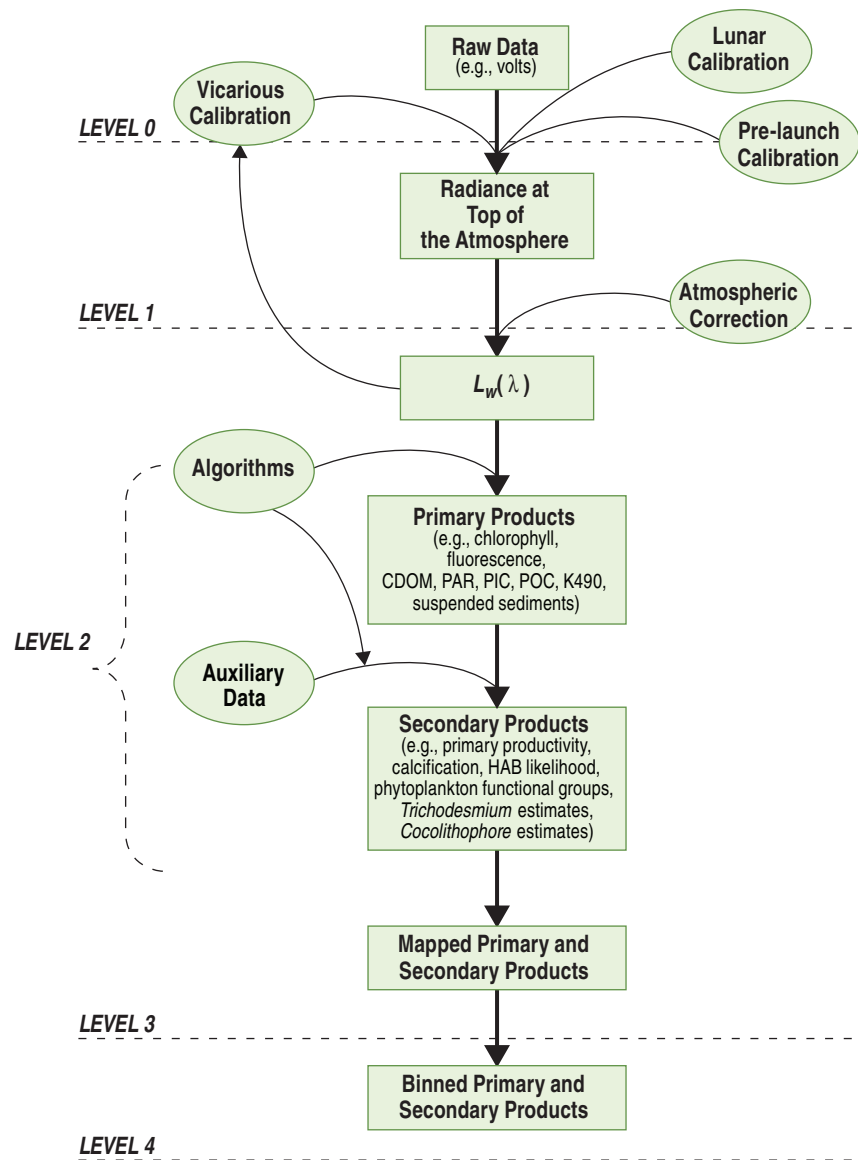 Raw Data
(e.g., volts)
Lunar
Calibration
Vicarious
Calibration
LEVEL 0
Pre-launch
Calibration
Radiance at
Top of
the Atmosphere
Atmospheric
Correction
LEVEL 1
Lw(λ)
Algorithms
Primary Products
(e.g., chlorophyll,
fluorescence,
CDOM, PAR, PIC, POC, K490,
suspended sediments)
LEVEL 2
Auxiliary
Data
Secondary Products
(e.g., primary productivity,
calcification, HAB likelihood,
phytoplankton functional groups,
Trichodesmium estimates,
Cocolithophore estimates)
Mapped Primary and
Secondary Products
LEVEL 3
Binned Primary and
Secondary Products
LEVEL 4